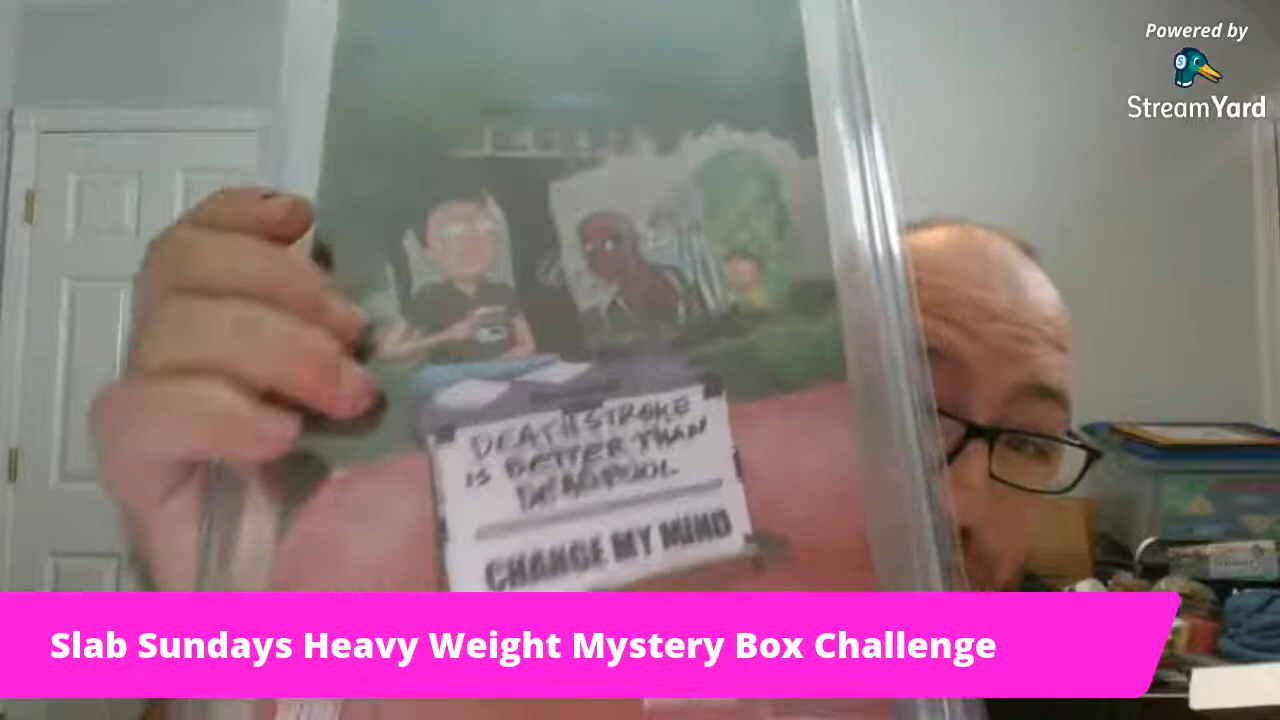 Powered by
StreamYard
DEATHSTROKE
IS BETTER THAN
DEADPOOL
CHANGE MY MIND
Slab Sundays Heavy Weight Mystery Box Challenge